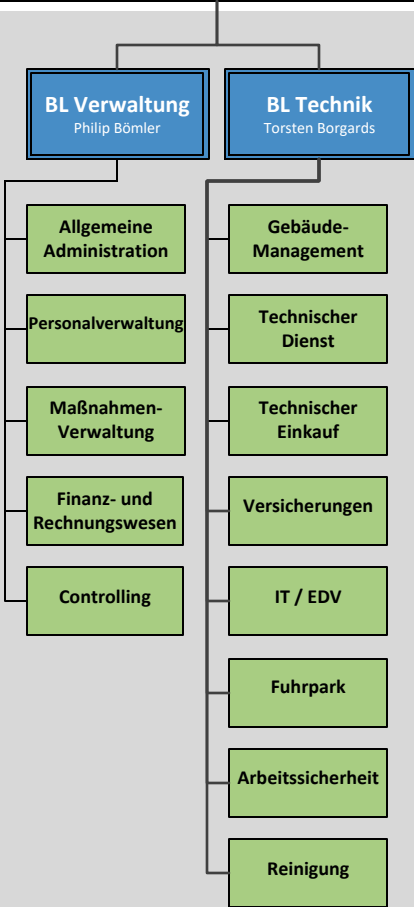 BL Verwaltung
Philip Bömler
Allgemeine
Administration
Personalverwaltung
Maßnahmen-
Verwaltung
Finanz- und
Rechnungswesen
Controlling
BL Technik
Torsten Borgards
Gebäude-
Management
Technischer
Dienst
Technischer
Einkauf
Versicherungen
IT / EDV
Fuhrpark
Arbeitssicherheit
Reinigung